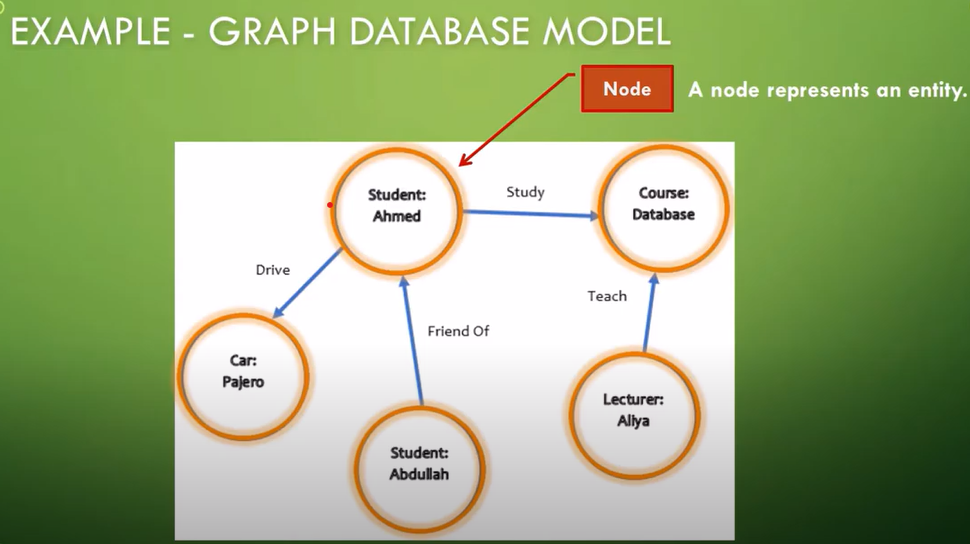 EXAMPLE - GRAPH DATABASE MODEL
Node
A node represents an entity.
Student:
Ahmed
Study
Course:
Database
Drive
Teach
Friend Of
Car:
Pajero
Lecturer:
Aliya
Student:
Abdullah